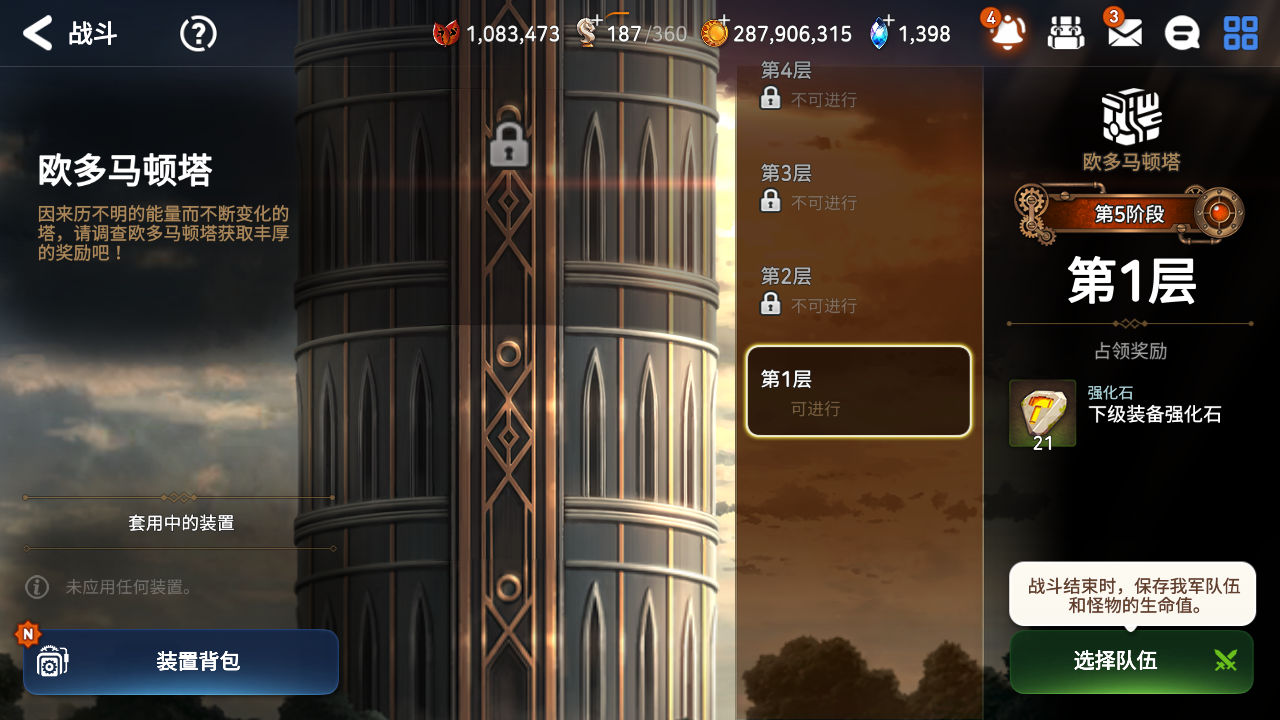 战斗
?
1,083,473
187/360
287,906,315
1,398
4
3
欧多马顿塔
因来历不明的能量而不断变化的
塔，请调查欧多马顿塔获取丰厚
的奖励吧！
套用中的装置
未应用任何装置。
N
装置背包
第4层
不可进行
第3层
不可进行
第2层
不可进行
第1层
可进行
欧多马顿塔
第5阶段
第1层
占领奖励
强化石
下级装备强化石
21
战斗结束时，保存我军队伍
和怪物的生命值。
选择队伍